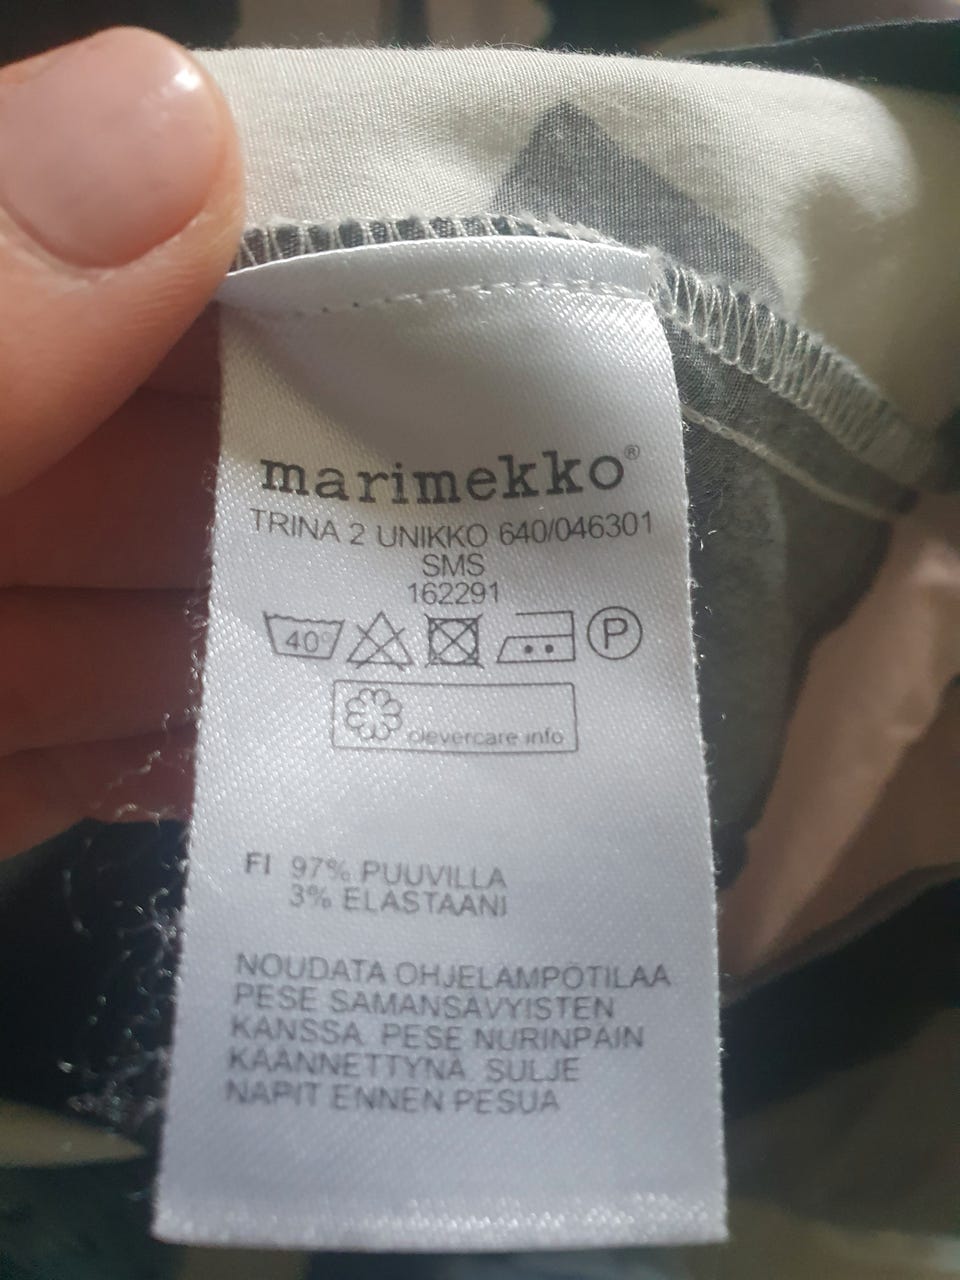 marimekko®
TRINA 2 UNIKKO 640/046301
SMS
162291
40° P
clevercare info
FI 97% PUUVILLA
3% ELASTAANI
NOUDATA OHJELÄMPÖTILAA
PESE SAMANSÄVYISTEN
KANSSA. PESE NURINPÄIN
KÄÄNNETTYNÄ. SULJE
NAPIT ENNEN PESUA